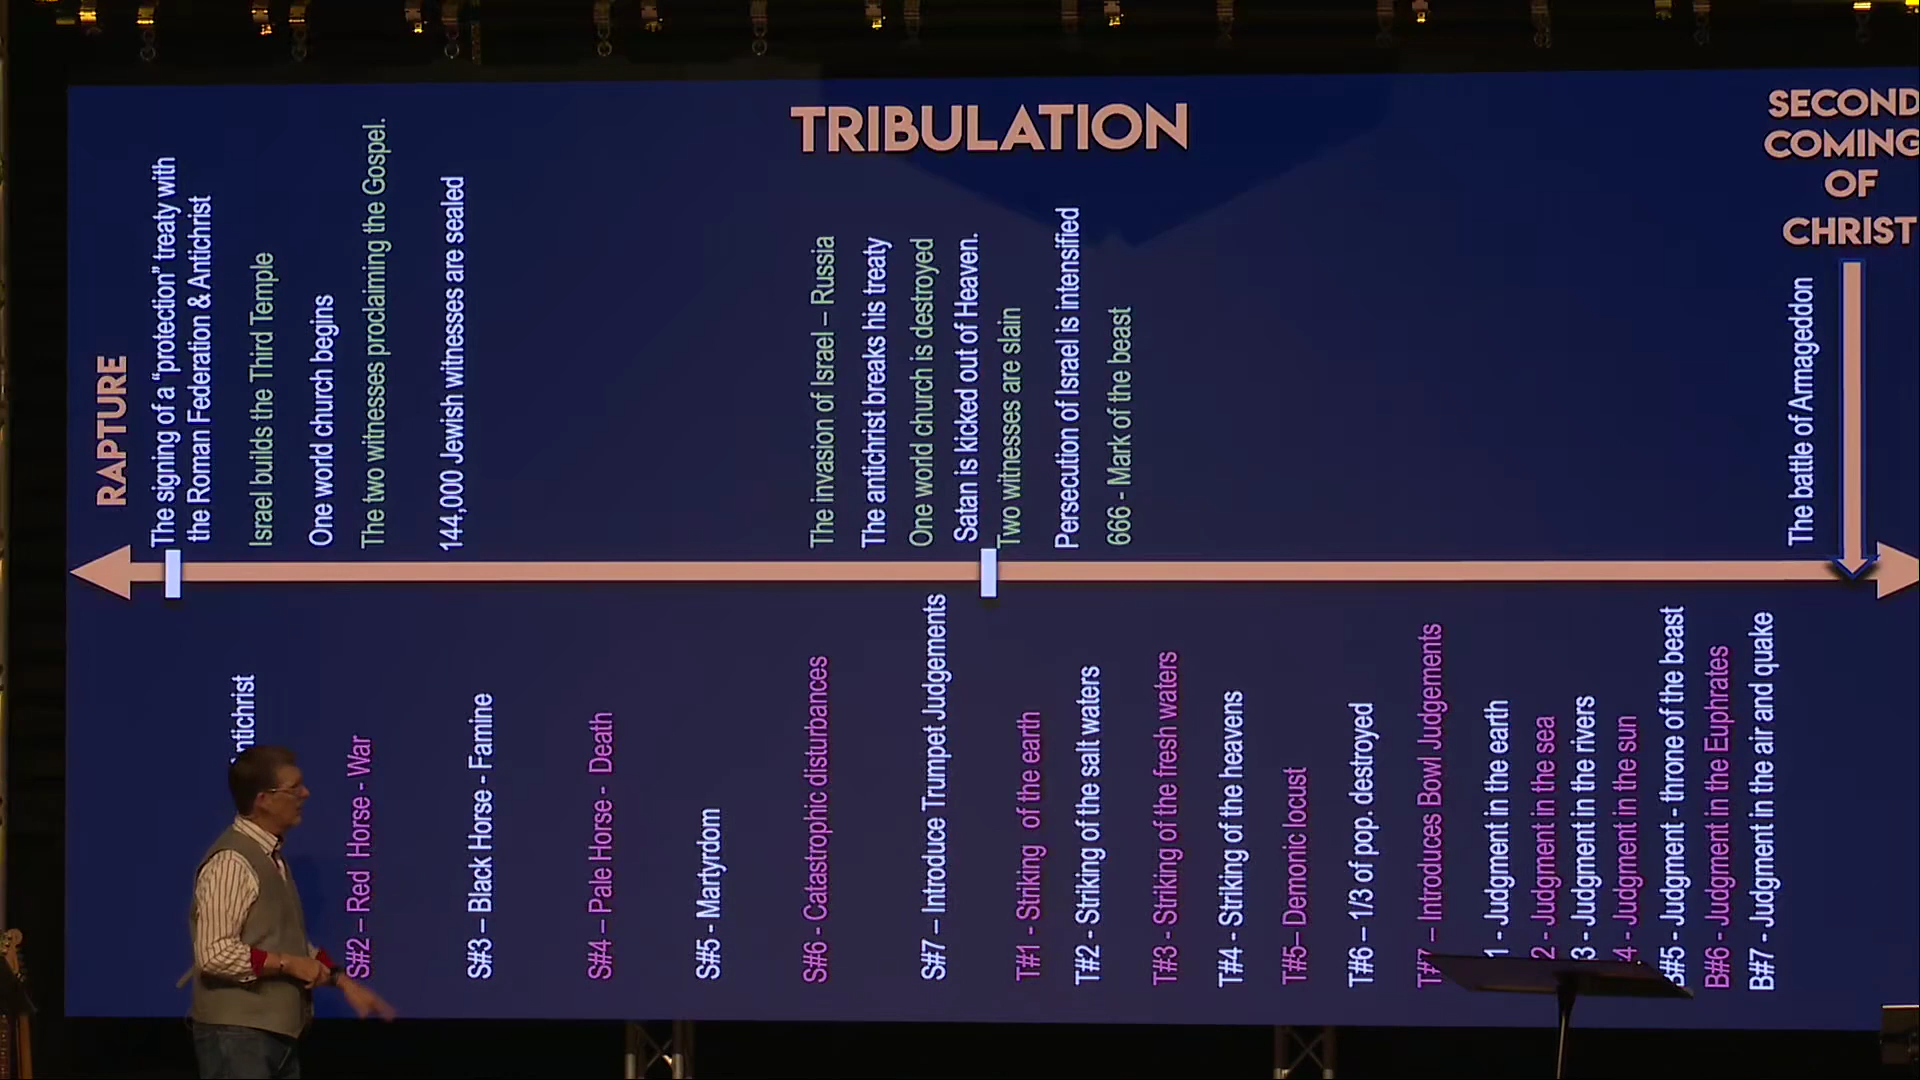 TRIBULATION
SECOND
COMING
OF
CHRIST
RAPTURE
The signing of a “protection” treaty with
the Roman Federation & Antichrist
Israel builds the Third Temple
One world church begins
The two witnesses proclaiming the Gospel.
144,000 Jewish witnesses are sealed
The invasion of Israel – Russia
The antichrist breaks his treaty
One world church is destroyed
Satan is kicked out of Heaven.
Two witnesses are slain
Persecution of Israel is intensified
666 - Mark of the beast
The battle of Armageddon
ntichrist
S#2 – Red Horse - War
S#3 – Black Horse - Famine
S#4 – Pale Horse - Death
S#5 - Martyrdom
S#6 - Catastrophic disturbances
S#7 – Introduce Trumpet Judgements
T#1 - Striking of the earth
T#2 - Striking of the salt waters
T#3 - Striking of the fresh waters
T#4 - Striking of the heavens
T#5– Demonic locust
T#6 – 1/3 of pop. destroyed
T#7 – Introduces Bowl Judgements
1 - Judgment in the earth
2 - Judgment in the sea
3 - Judgment in the rivers
4 - Judgment in the sun
B#5 - Judgment - throne of the beast
B#6 - Judgment in the Euphrates
B#7 - Judgment in the air and quake